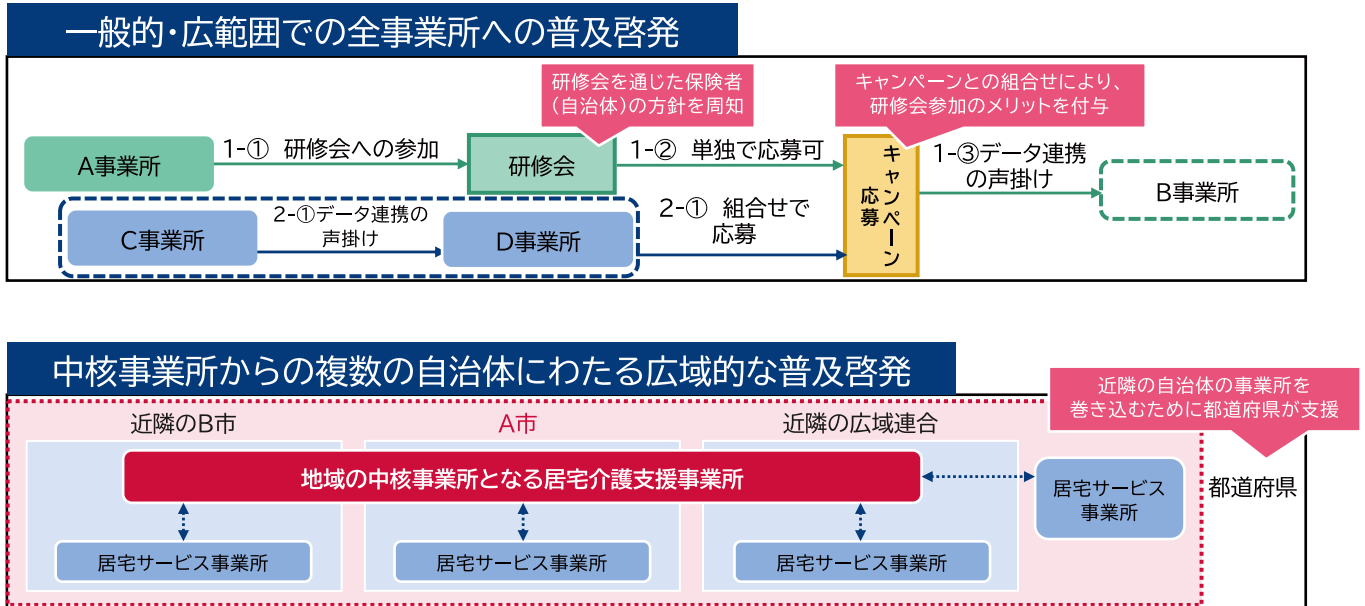 一般的・広範囲での全事業所への普及啓発
研修会を通じた保険者
（自治体）の方針を周知
キャンペーンとの組合せにより、
研修会参加のメリットを付与
A事業所
1-① 研修会への参加
研修会
1-② 単独で応募可
キャンペーン
応募
1-③データ連携
の声掛け
B事業所
C事業所
2-①データ連携の
声掛け
D事業所
2-① 組合せで
応募
中核事業所からの複数の自治体にわたる広域的な普及啓発
近隣の自治体の事業所を
巻き込むために都道府県が支援
近隣のB市
A市
近隣の広域連合
地域の中核事業所となる居宅介護支援事業所
居宅サービス
事業所
都道府県
居宅サービス事業所
居宅サービス事業所
居宅サービス事業所